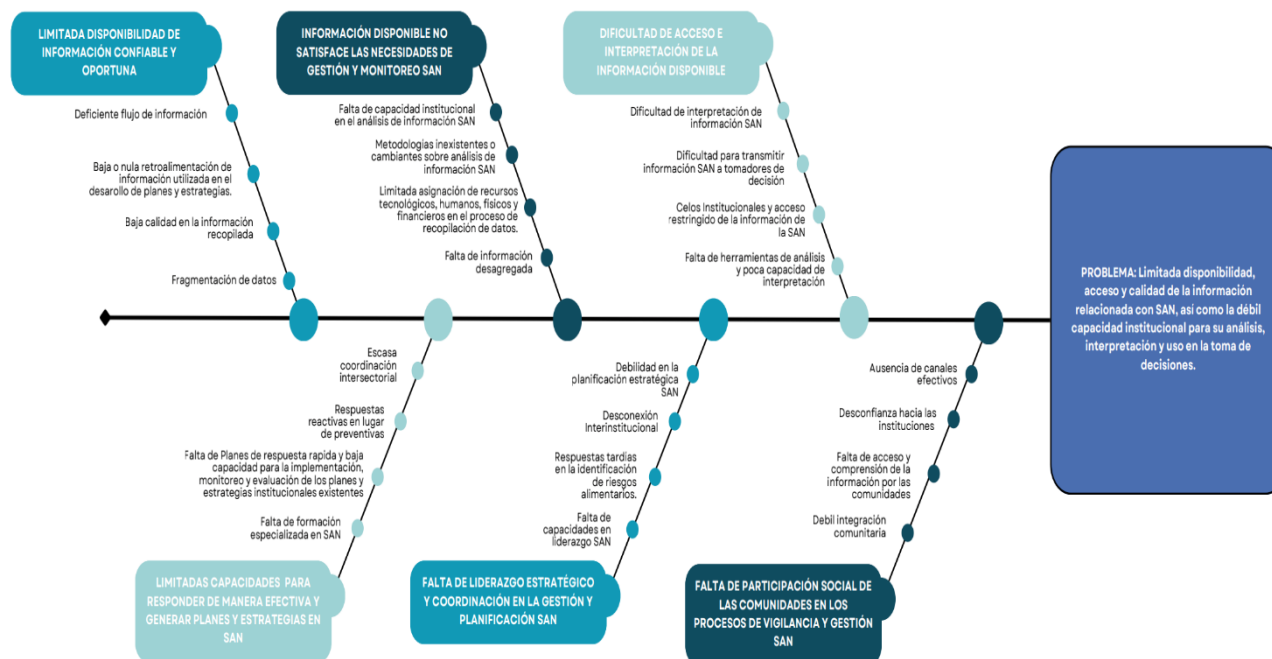 LIMITADA DISPONIBILIDAD DE
INFORMACIÓN CONFIABLE Y
OPORTUNA
Deficiente flujo de información
Baja o nula retroalimentación de
información utilizada en el
desarollo de planes y estrategias.
Baja calidad en la información
recopilada
Fragmentación de datos
INFORMACIÓN DISPONIBLE NO
SATISFACE LAS NECESIDADES DE
GESTIÓN Y MONITOREO SAN
Falta de capacidad institucional
en el análisis de información SAN
Metodologias inexistentes o
cambiantes sobre análisis de
información SAN
Limitada asignación de recursos
tecnológicos, humanos, físicos y
financieros en el proceso de
recopilación de datos.
Falta de información
desagregada
DIFICULTAD DE ACCESO E
INTERPRETACIÓN DE LA
INFORMACIÓN DISPONIBLE
Dificultad de interpretación de
información SAN
Dificultad para transmitir
información SAN a tomadores de
decisión
Celos Institucionales y acceso
restringido de la información de
la SAN
Falta de herramientas de análisis
y poca capacidad de
interpretación
PROBLEMA: Limitada disponibilidad,
acceso y calidad de la información
relacionada con SAN, así como la débil
capacidad institucional para su análisis,
interpretación y uso en la toma de
decisiones.
Escasa
coordinación
intersectorial
Respuestas
reactivas en lugar
de preventivas
Falta de Planes de respuesta rapida y baja
capacidad para la implementación,
monitoreo y evaluación de los planes y
estrategias institucionales existentes
Falta de formación
especializada en SAN
LIMITADAS CAPACIDADES PARA
RESPONDER DE MANERA EFECTIVA Y
GENERAR PLANES Y ESTRATEGIAS EN
SAN
Debilidad en la
planificación estratégica
SAN
Desconexión
Interinstitucional
Respuestas tardías
en la identificación
de riesgos
alimentarios.
Falta de
capacidades en
liderazgo SAN
FALTA DE LIDERAZGO ESTRATÉGICO
Y COORDINACIÓN EN LA GESTIÓN Y
PLANIFICACIÓN SAN
Ausencia de canales
efectivos
Desconfianza hacia las
instituciones
Falta de acceso y
comprensión de la
información por las
comunidades
Debil integración
comunitaria
FALTA DE PARTICIPACIÓN SOCIAL DE
LAS COMUNIDADES EN LOS
PROCESOS DE VIGILANCIA Y GESTIÓN
SAN